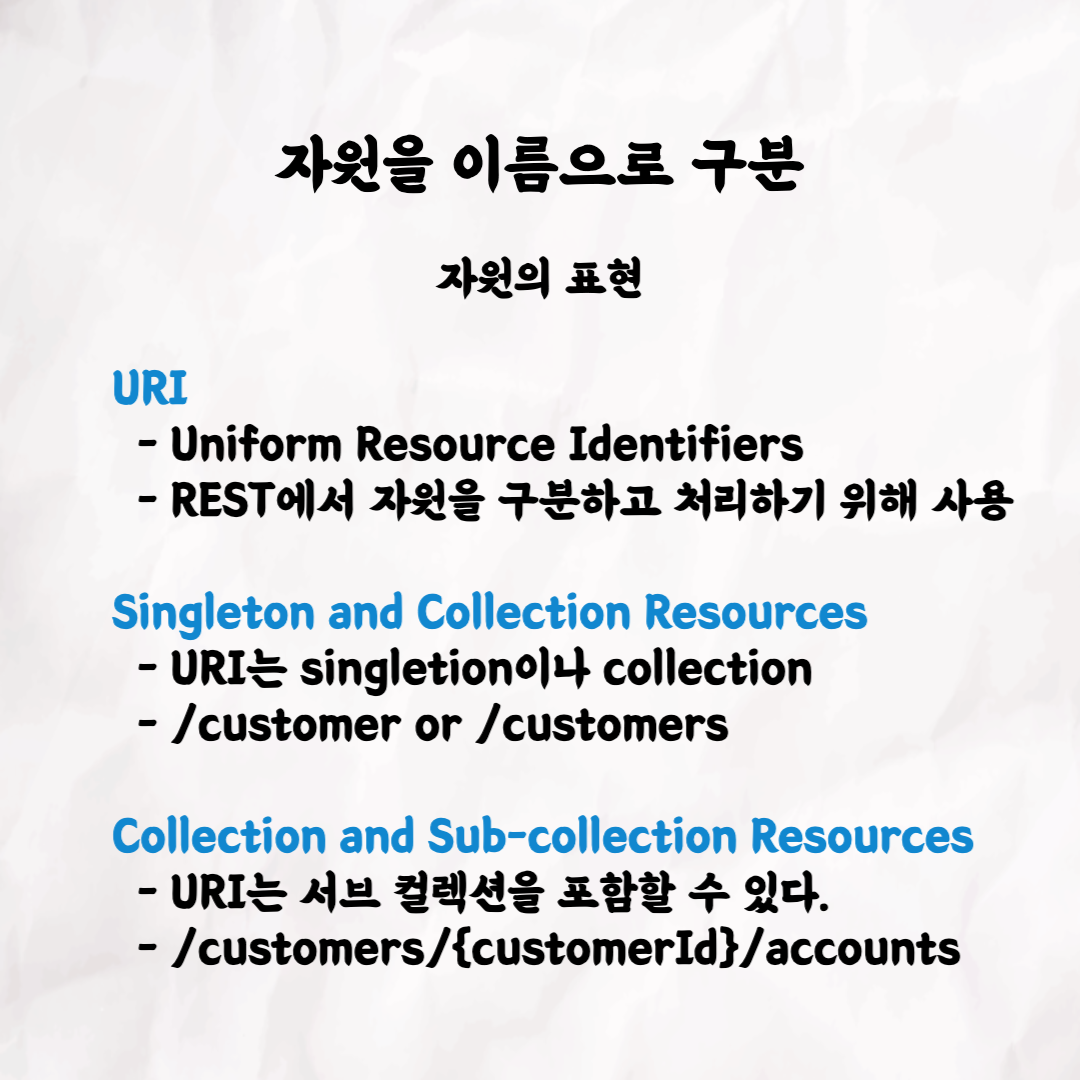 자원을 이름으로 구분
자원의 표현
URI
- Uniform Resource Identifiers
- REST에서 자원을 구분하고 처리하기 위해 사용
Singleton and Collection Resources
- URI는 singletion이나 collection
- /customer or /customers
Collection and Sub-collection Resources
- URI는 서브 컬렉션을 포함할 수 있다.
- /customers/{customerId}/accounts